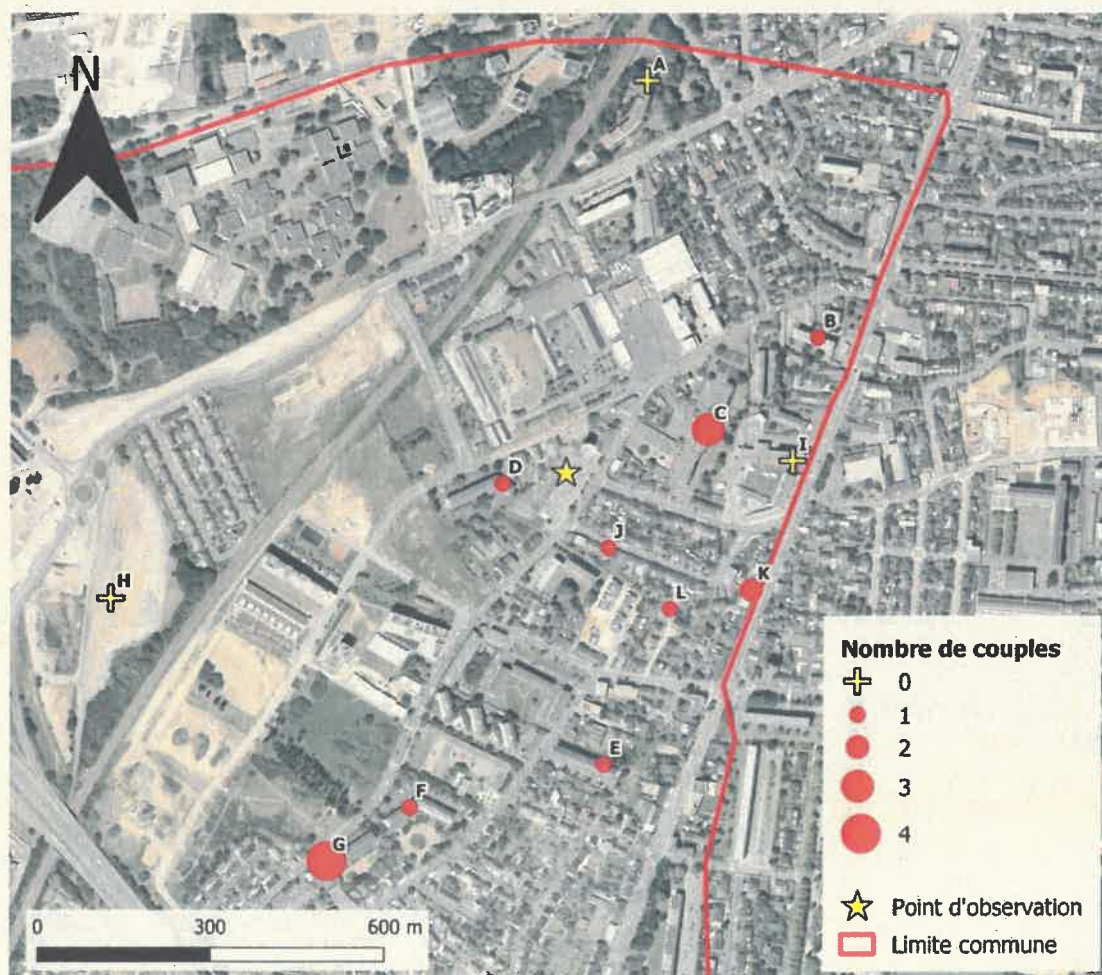 N
A
B
C
I
D
J
K
H
L
E
F
G
Nombre de couples
0
1
2
3
4
Point d'observation
Limite commune
0 300 600 m